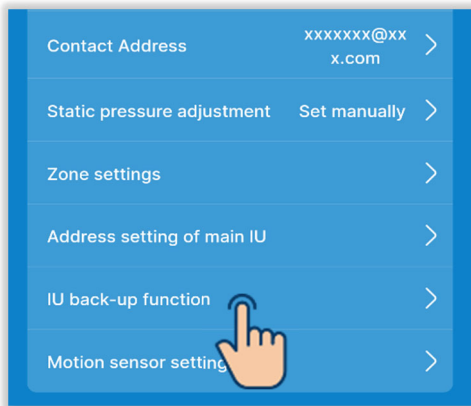 Contact Address
xxxxxxx@xx
x.com
Static pressure adjustment Set manually
Zone settings
Address setting of main IU
IU back-up function
Motion sensor setting